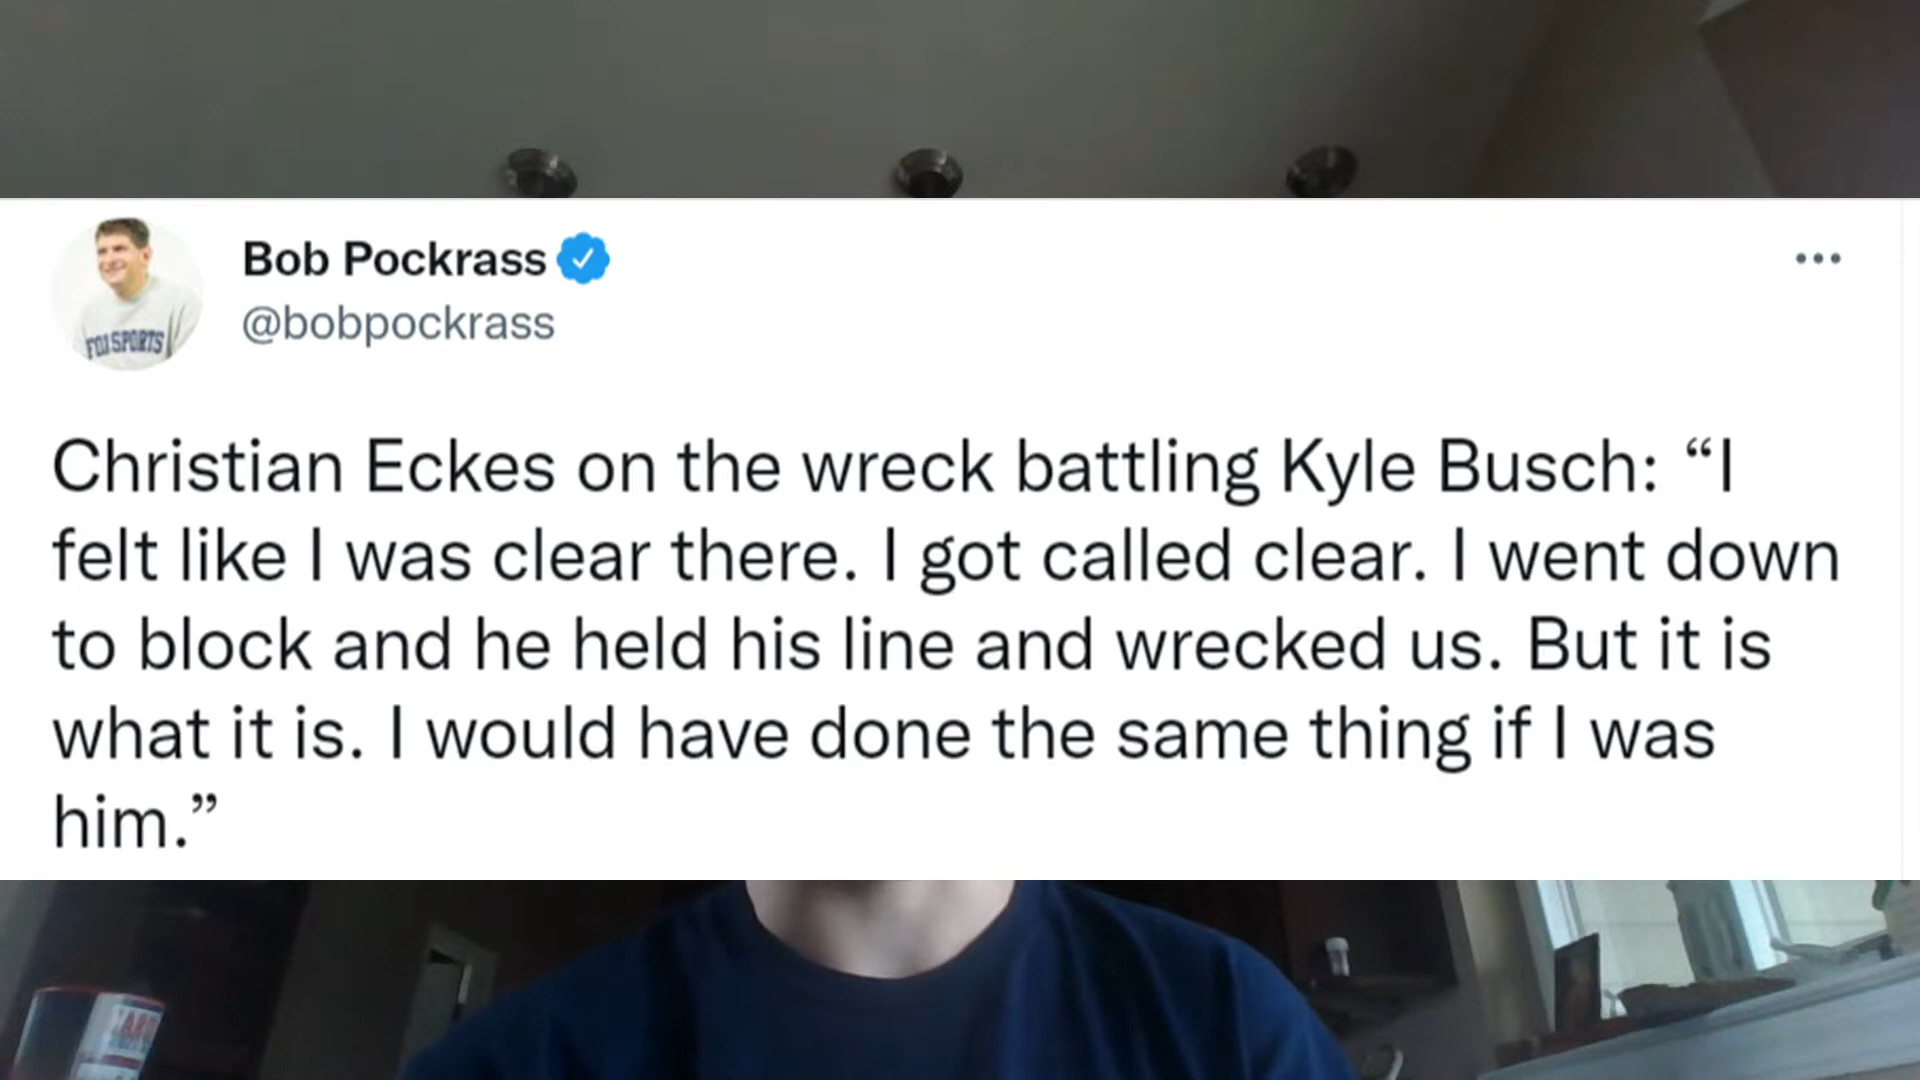 Bob Pockrass
@bobpockrass
FOX SPORTS
Christian Eckes on the wreck battling Kyle Busch: “I
felt like I was clear there. I got called clear. I went down
to block and he held his line and wrecked us. But it is
what it is. I would have done the same thing if I was
him.”